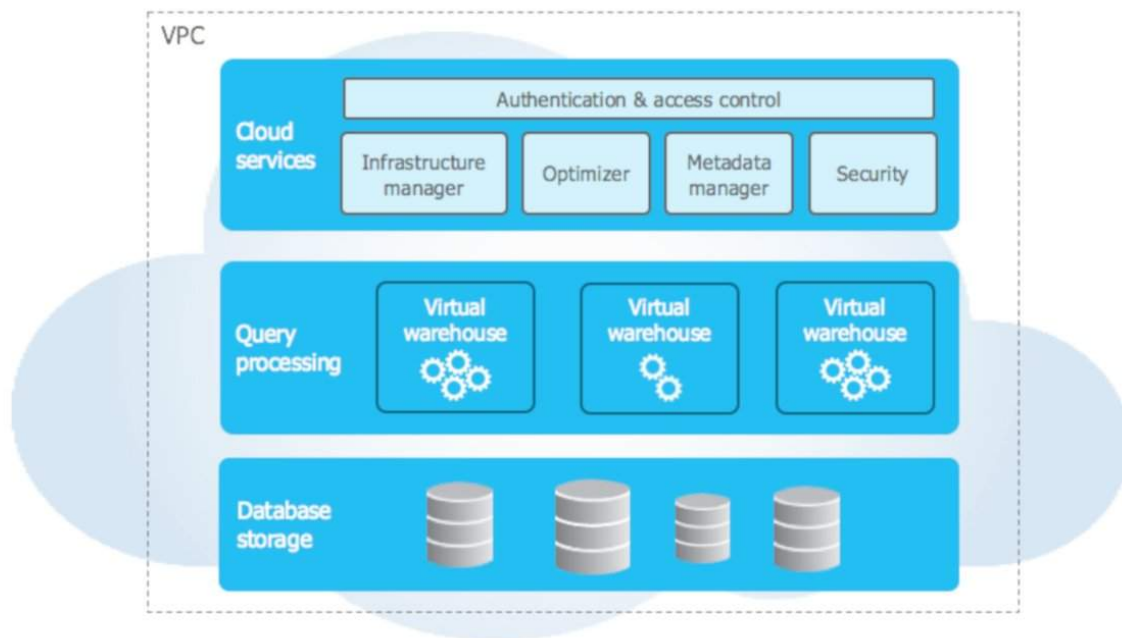 VPC
Authentication & access control
Cloud
services
Infrastructure
manager
Optimizer
Metadata
manager
Security
Query
processing
Virtual
warehouse
Virtual
warehouse
Virtual
warehouse
Database
storage